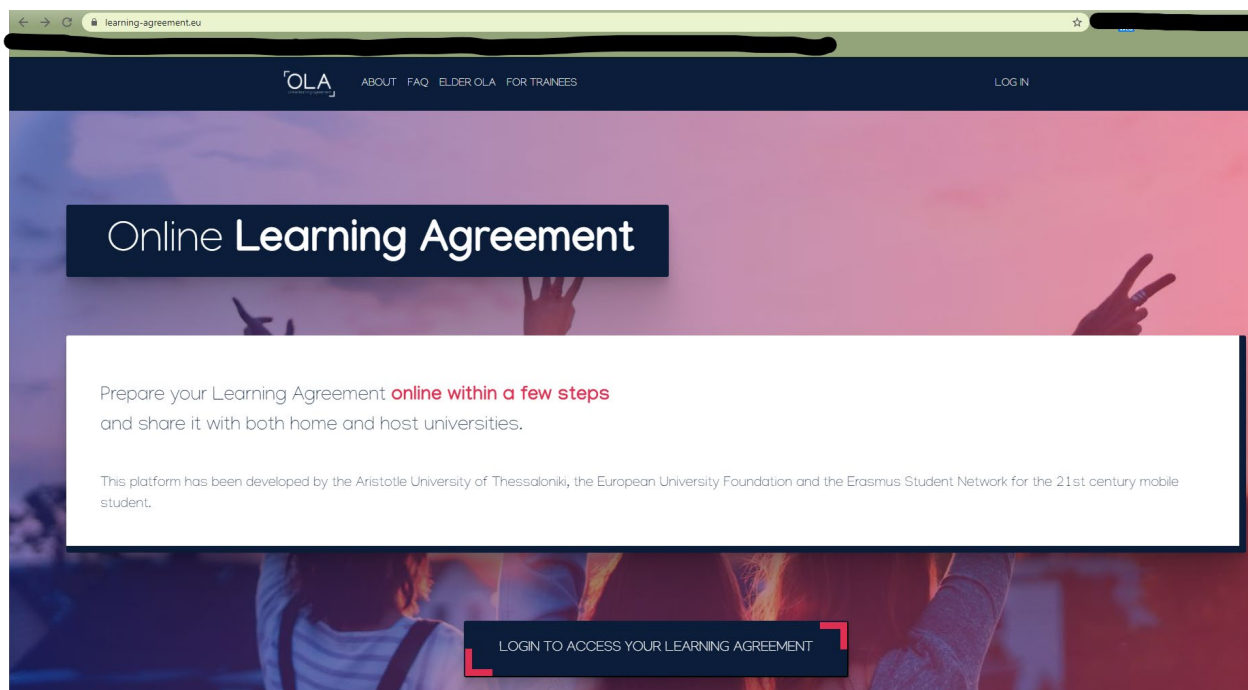 learning-agreement.eu
OLA
ABOUT FAQ ELDER OLA FOR TRAINEES
LOG IN
Online Learning Agreement
Prepare your Learning Agreement online within a few steps
and share it with both home and host universities.
This platform has been developed by the Aristotle University of Thessaloniki, the European University Foundation and the Erasmus Student Network for the 21st century mobile
student.
LOGIN TO ACCESS YOUR LEARNING AGREEMENT